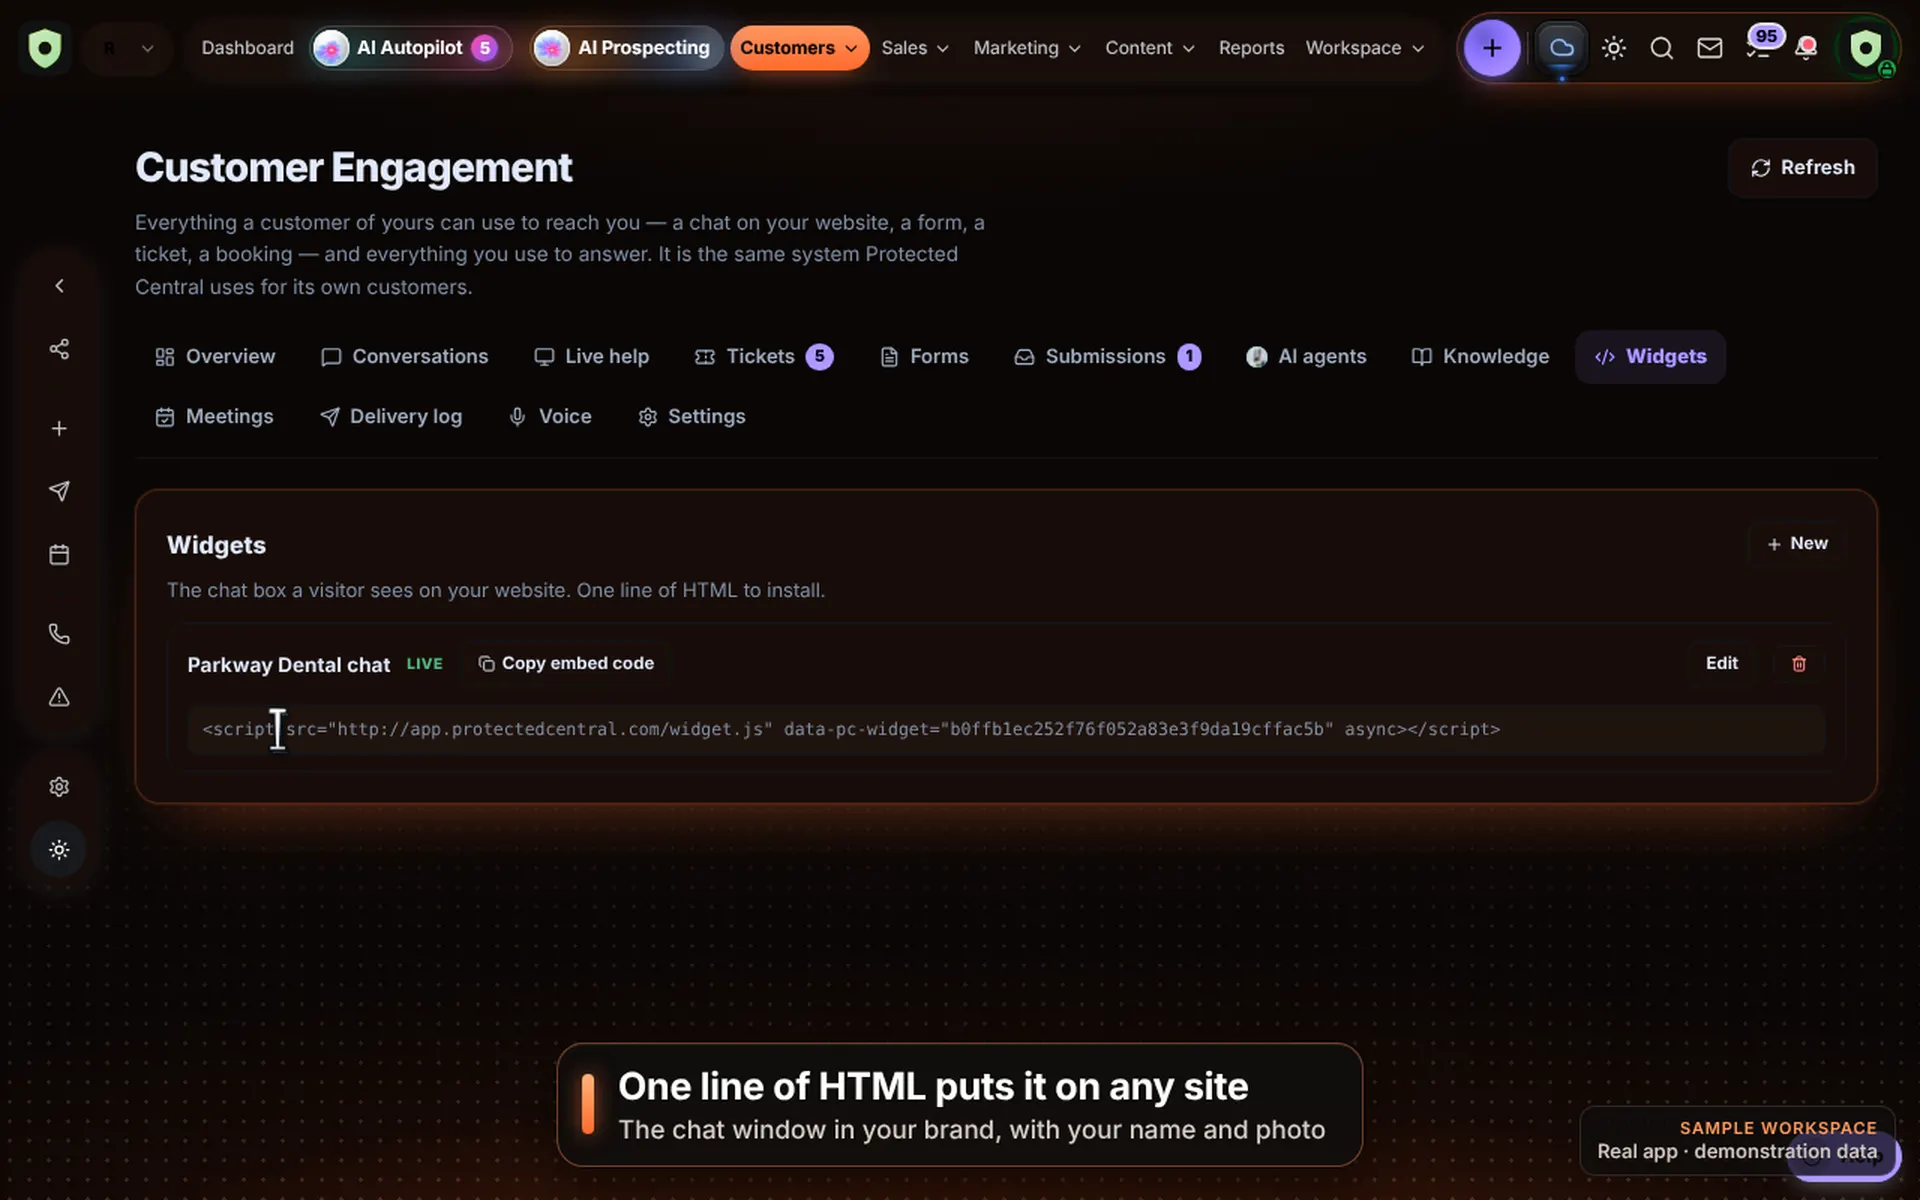 R
Dashboard
AI Autopilot 5
AI Prospecting
Customers
Sales
Marketing
Content
Reports
Workspace
95
Customer Engagement
Refresh
Everything a customer of yours can use to reach you — a chat on your website, a form, a
ticket, a booking — and everything you use to answer. It is the same system Protected
Central uses for its own customers.
Overview
Conversations
Live help
Tickets 5
Forms
Submissions 1
AI agents
Knowledge
Widgets
Meetings
Delivery log
Voice
Settings
Widgets
New
The chat box a visitor sees on your website. One line of HTML to install.
Parkway Dental chat LIVE Copy embed code
Edit
<script src="http://app.protectedcentral.com/widget.js" data-pc-widget="b0ffb1ec252f76f052a83e3f9da19cffac5b" async></script>
One line of HTML puts it on any site
The chat window in your brand, with your name and photo
SAMPLE WORKSPACE
Real app · demonstration data